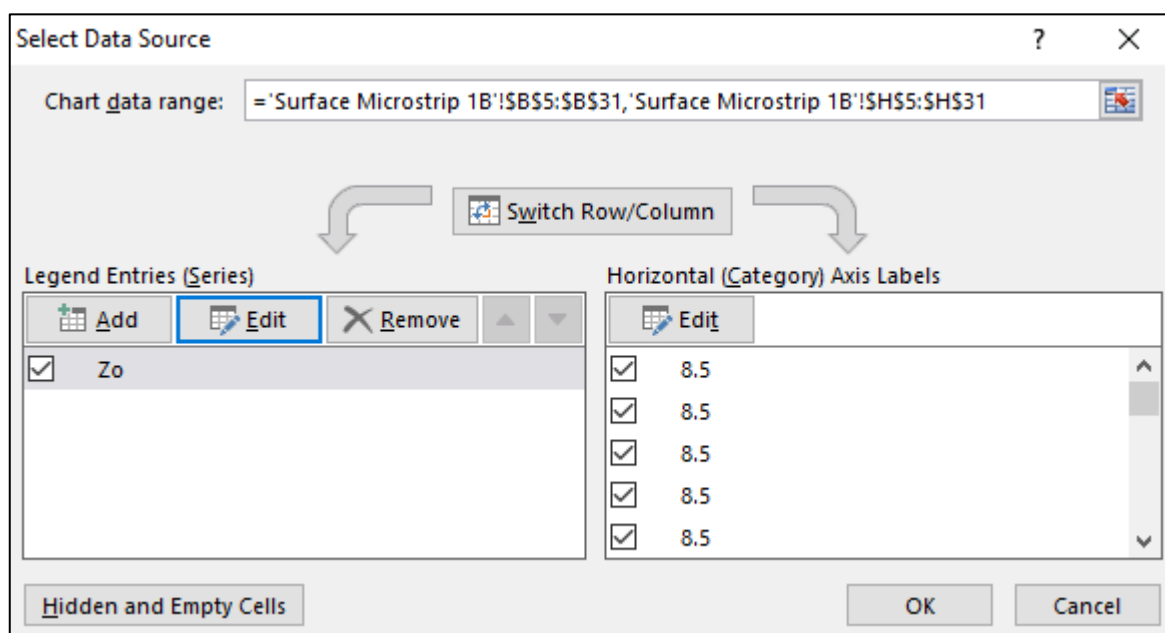 Select Data Source ?
Chart data range: ='Surface Microstrip 1B'!$B$5:$B$31,'Surface Microstrip 1B'!$H$5:$H$31
Switch Row/Column
Legend Entries (Series)
Add Edit Remove
Zo
Horizontal (Category) Axis Labels
Edit
8.5
8.5
8.5
8.5
8.5
Hidden and Empty Cells
OK Cancel